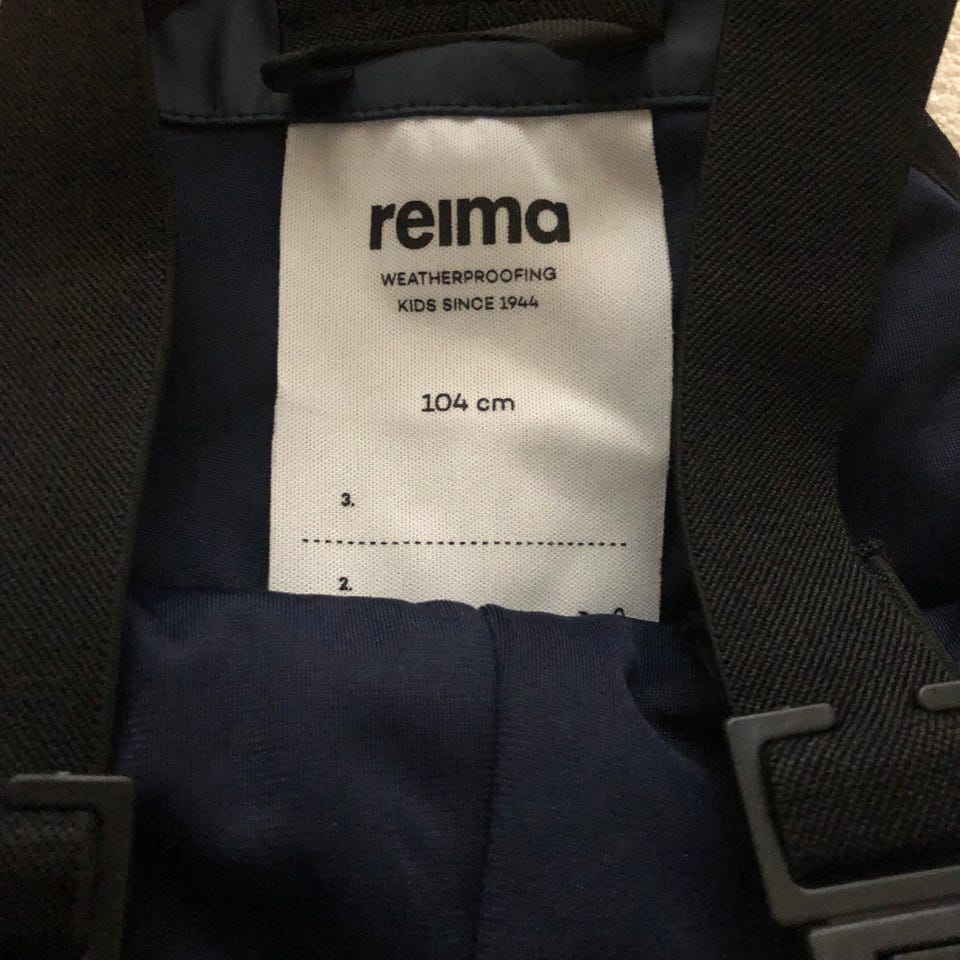 reima
WEATHERPROOFING
KIDS SINCE 1944
104 cm
3.
2.